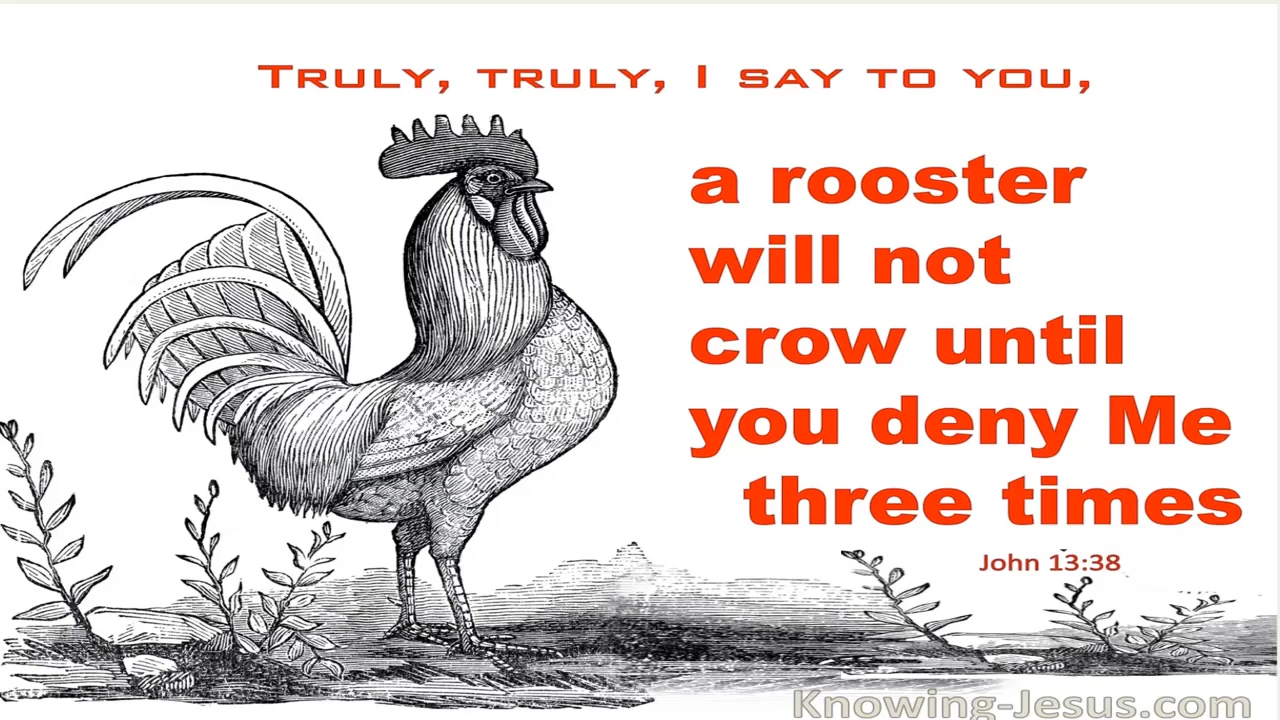 Truly, truly, I say to you,
a rooster
will not
crow until
you deny Me
three times
John 13:38
Knowing-Jesus.com